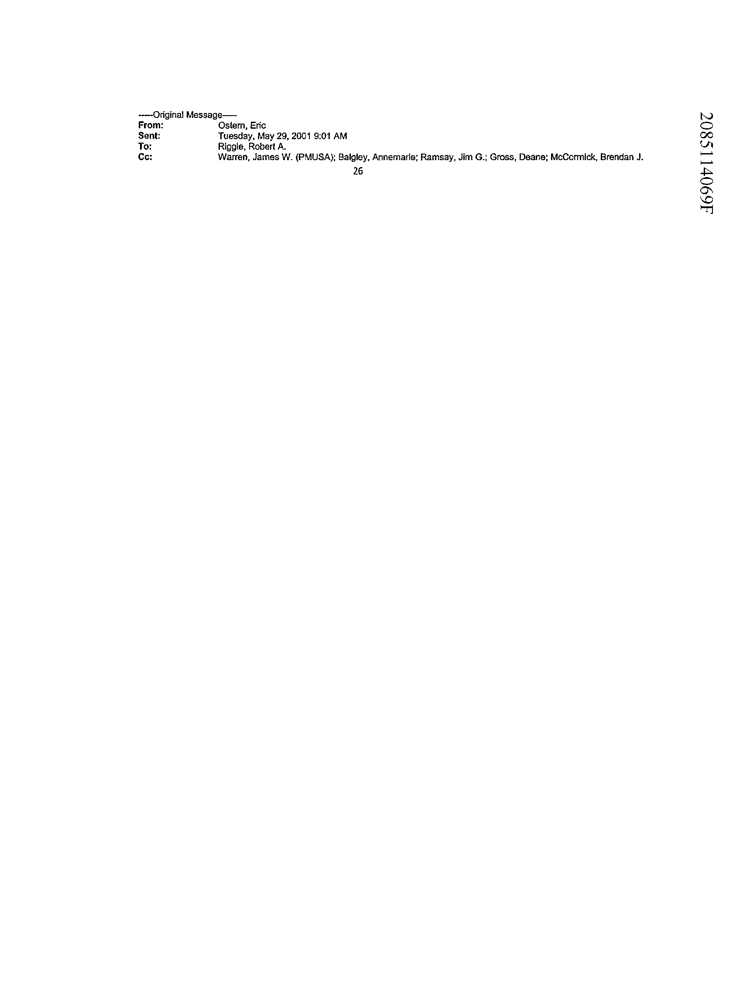 -----Original Message-----
From: Ostern, Eric
Sent: Tuesday, May 29, 2001 9:01 AM
To: Riggle, Robert A.
Cc: Warren, James W. (PMUSA); Balgley, Annemarie; Ramsay, Jim G.; Gross, Deane; McCormick, Brendan J.
26
2085114069F